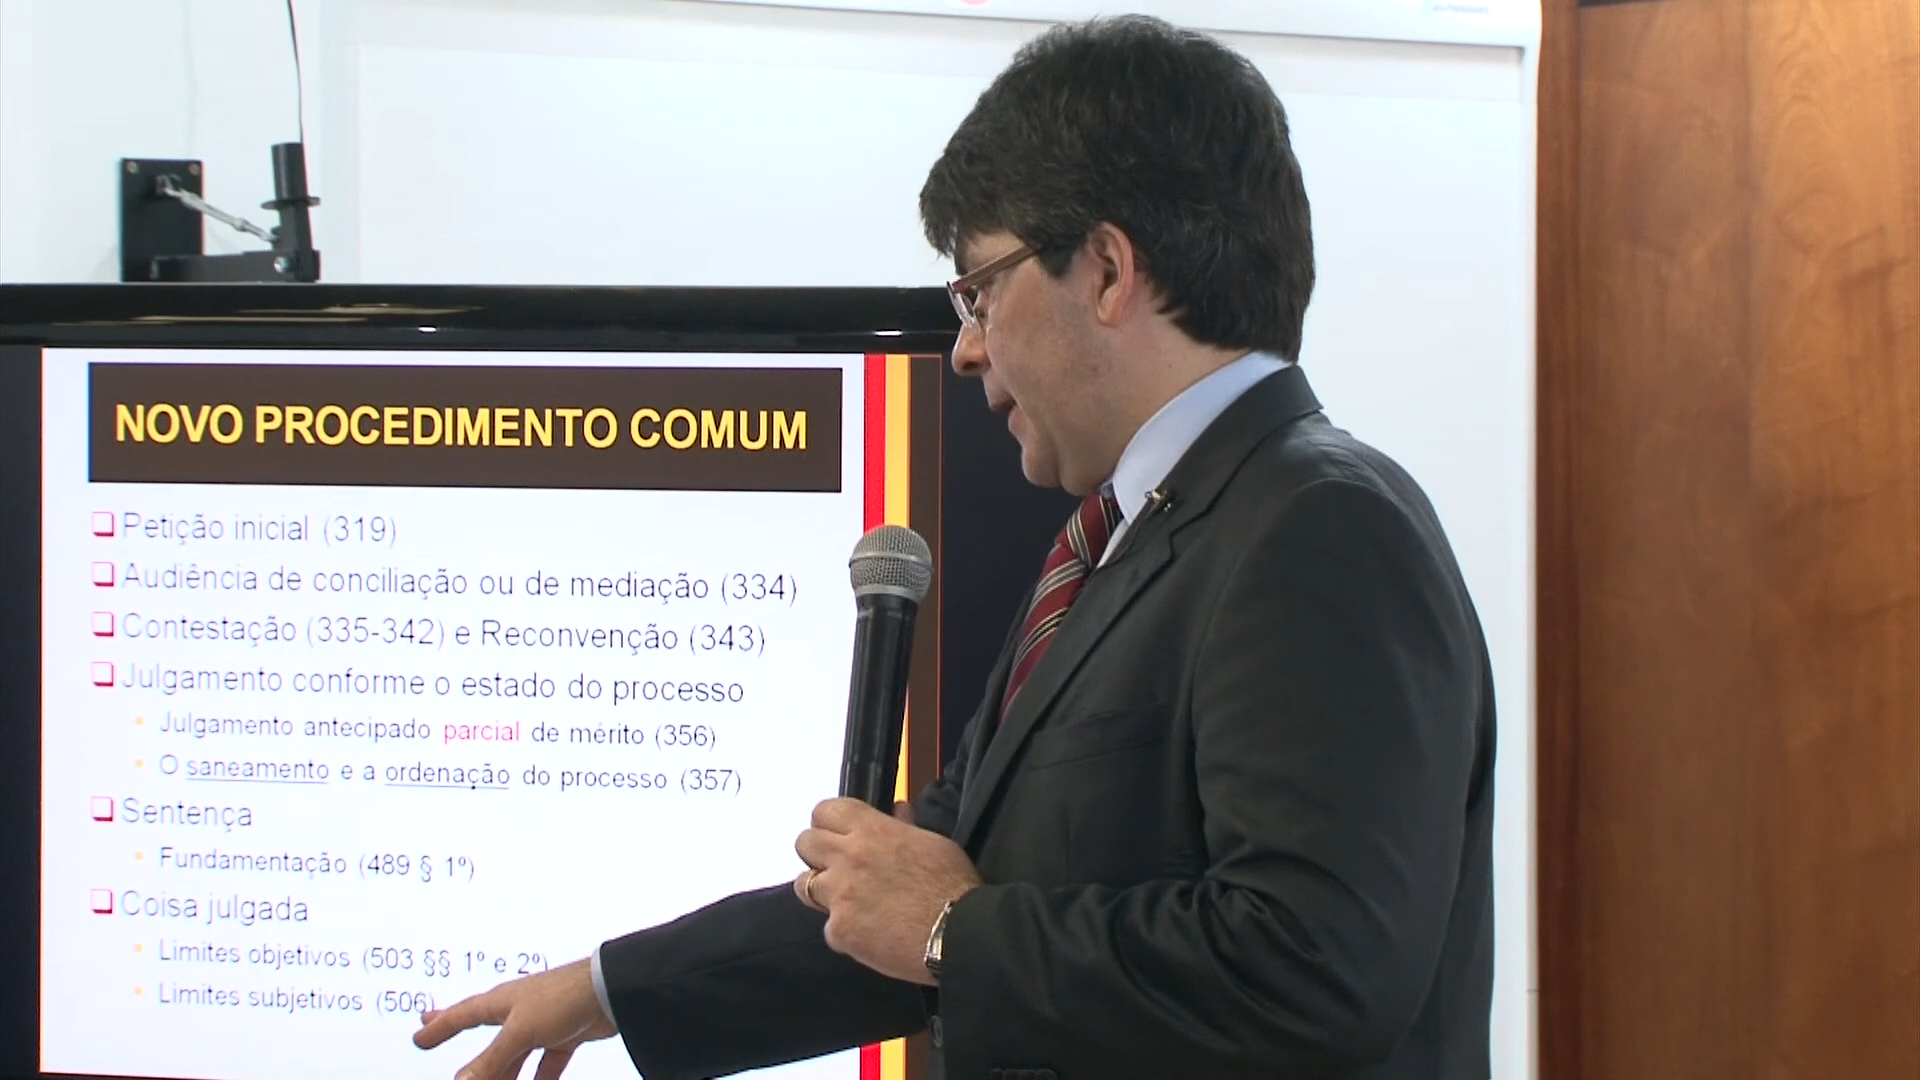 NOVO PROCEDIMENTO COMUM
Petição inicial (319)
Audiência de conciliação ou de mediação (334)
Contestação (335-342) e Reconvenção (343)
Julgamento conforme o estado do processo
Julgamento antecipado parcial de mérito (356)
O saneamento e a ordenação do processo (357)
Sentença
Fundamentação (489 § 1º)
Coisa julgada
Limites objetivos (503 §§ 1º e 2º)
Limites subjetivos (506)